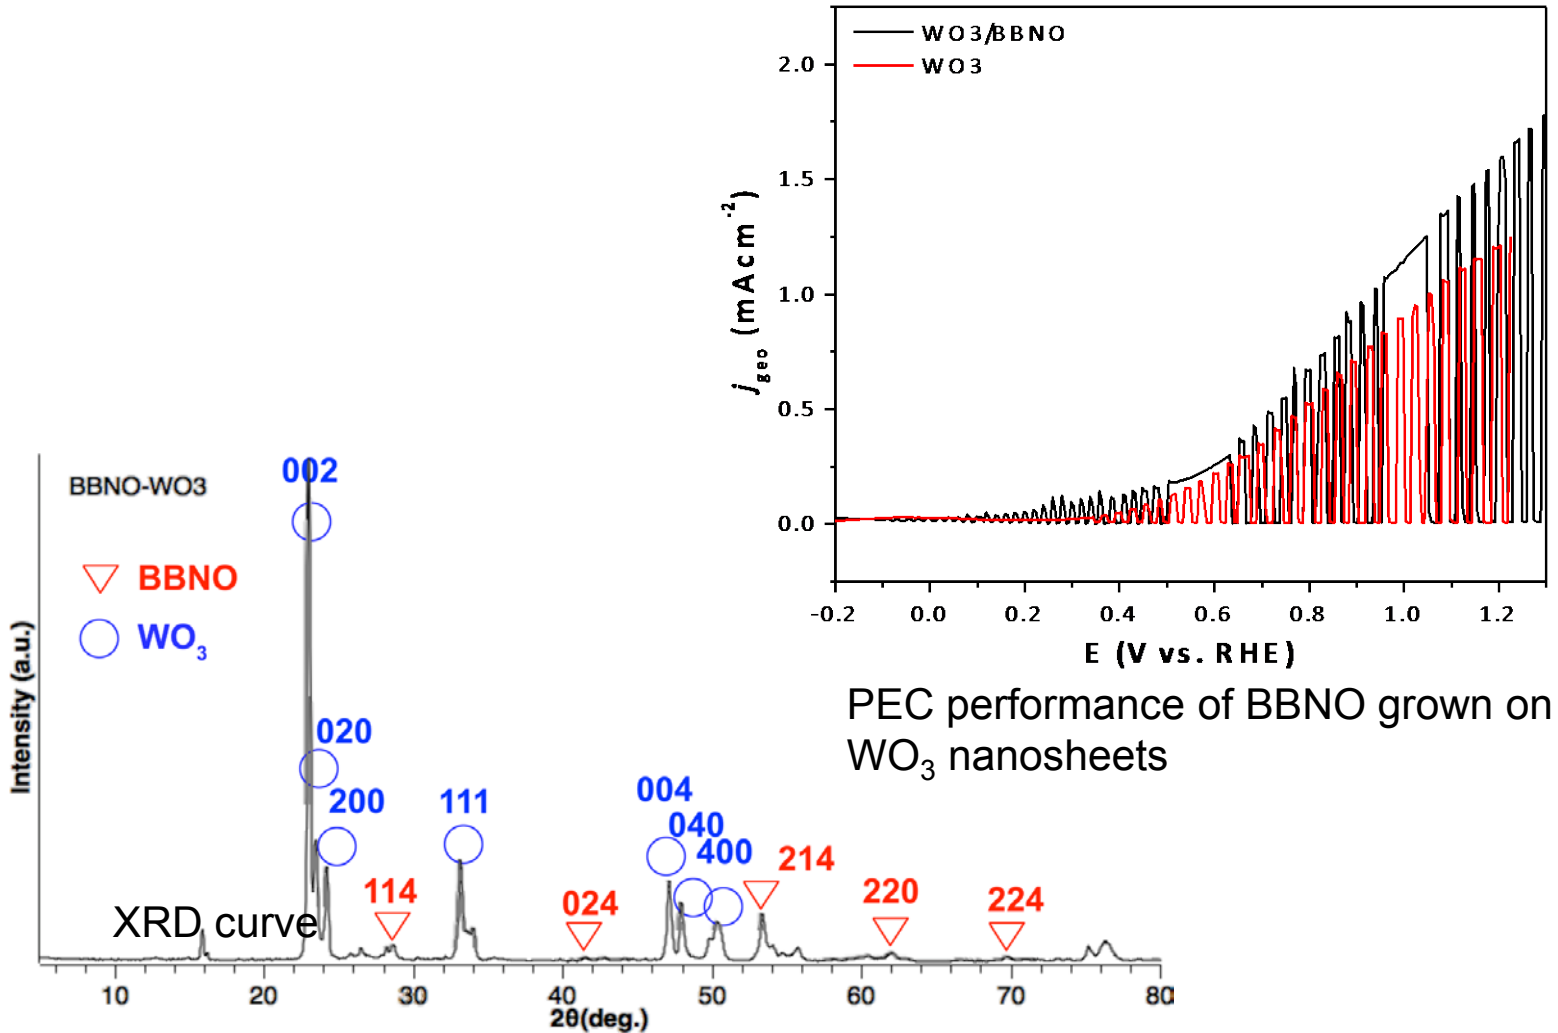 WO3/BBNO
WO3
2.0
1.5
1.0
0.5
0.0
j geo (mAcm-2)
-0.2 0.0 0.2 0.4 0.6 0.8 1.0 1.2
E (V vs. RHE)
PEC performance of BBNO grown on
WO3 nanosheets
BBNO-WO3
BBNO
WO3
002
020
200
111
004
040
400
114
024
214
220
224
XRD curve
Intensity (a.u.)
10 20 30 40 50 60 70 80
2θ(deg.)